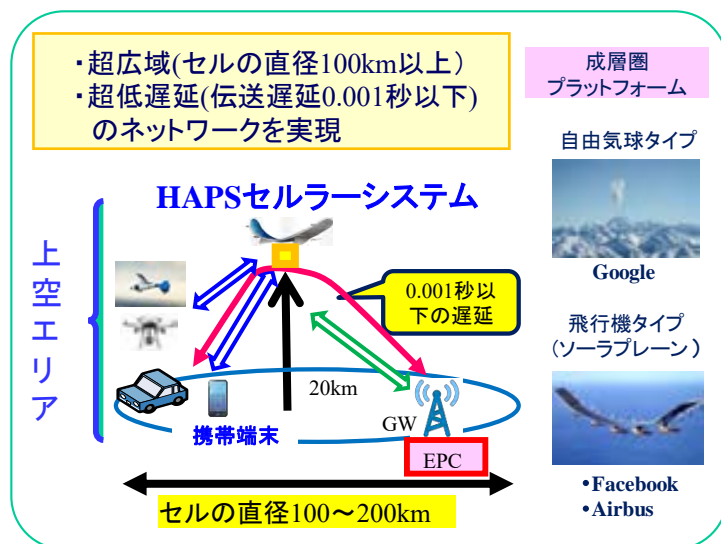 ・超広域(セルの直径100km以上)
・超低遅延(伝送遅延0.001秒以下)
のネットワークを実現
成層圏
プラットフォーム
自由気球タイプ
Google
飛行機タイプ
(ソーラプレーン)
•Facebook
•Airbus
HAPSセルラーシステム
上空エリア
0.001秒以
下の遅延
20km
携帯端末
GW
EPC
セルの直径100～200km